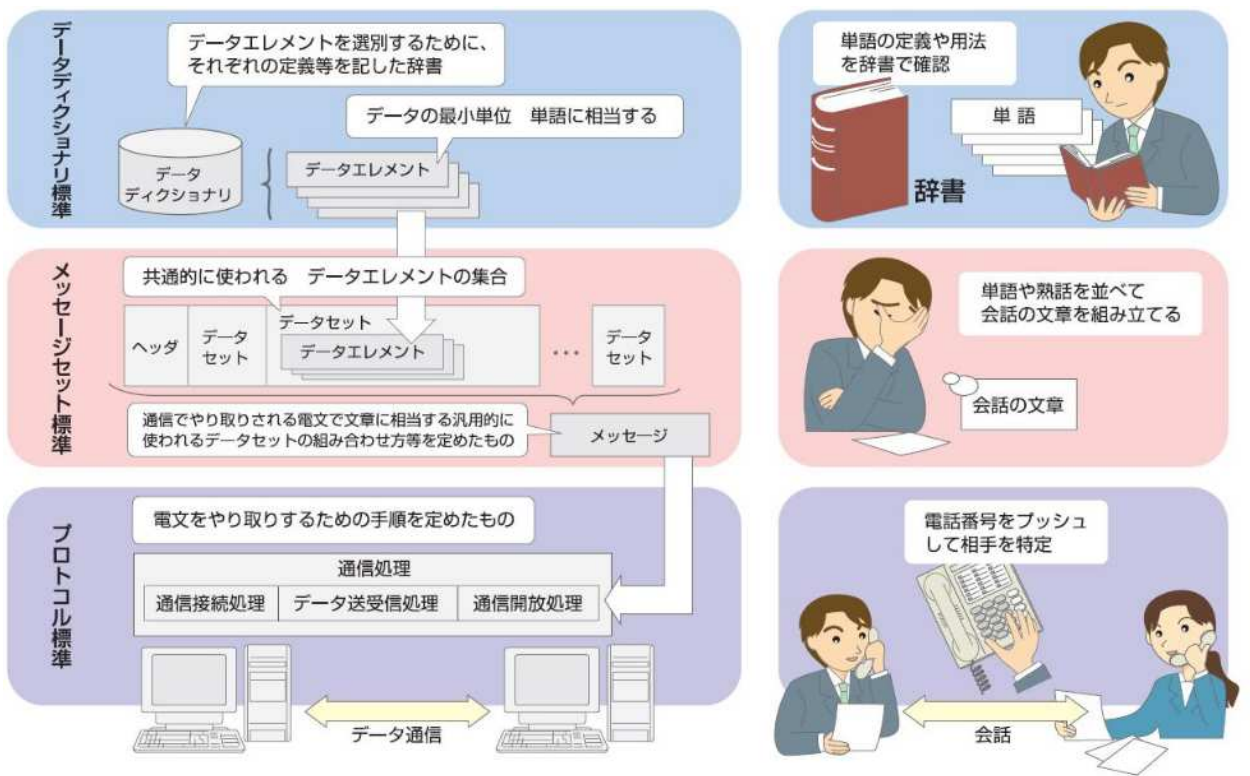 データディクショナリ標準
データエレメントを選別するために、
それぞれの定義等を記した辞書
データの最小単位　単語に相当する
データ
ディクショナリ
データエレメント
単語の定義や用法
を辞書で確認
単語
辞書
メッセージセット標準
共通的に使われる　データエレメントの集合
ヘッダ
データ
セット
データセット
データエレメント
…
データ
セット
通信でやり取りされる電文で文章に相当する汎用的に
使われるデータセットの組み合わせ方等を定めたもの
メッセージ
単語や熟話を並べて
会話の文章を組み立てる
会話の文章
プロトコル標準
電文をやり取りするための手順を定めたもの
通信処理
通信接続処理
データ送受信処理
通信開放処理
データ通信
電話番号をプッシュ
して相手を特定
会話